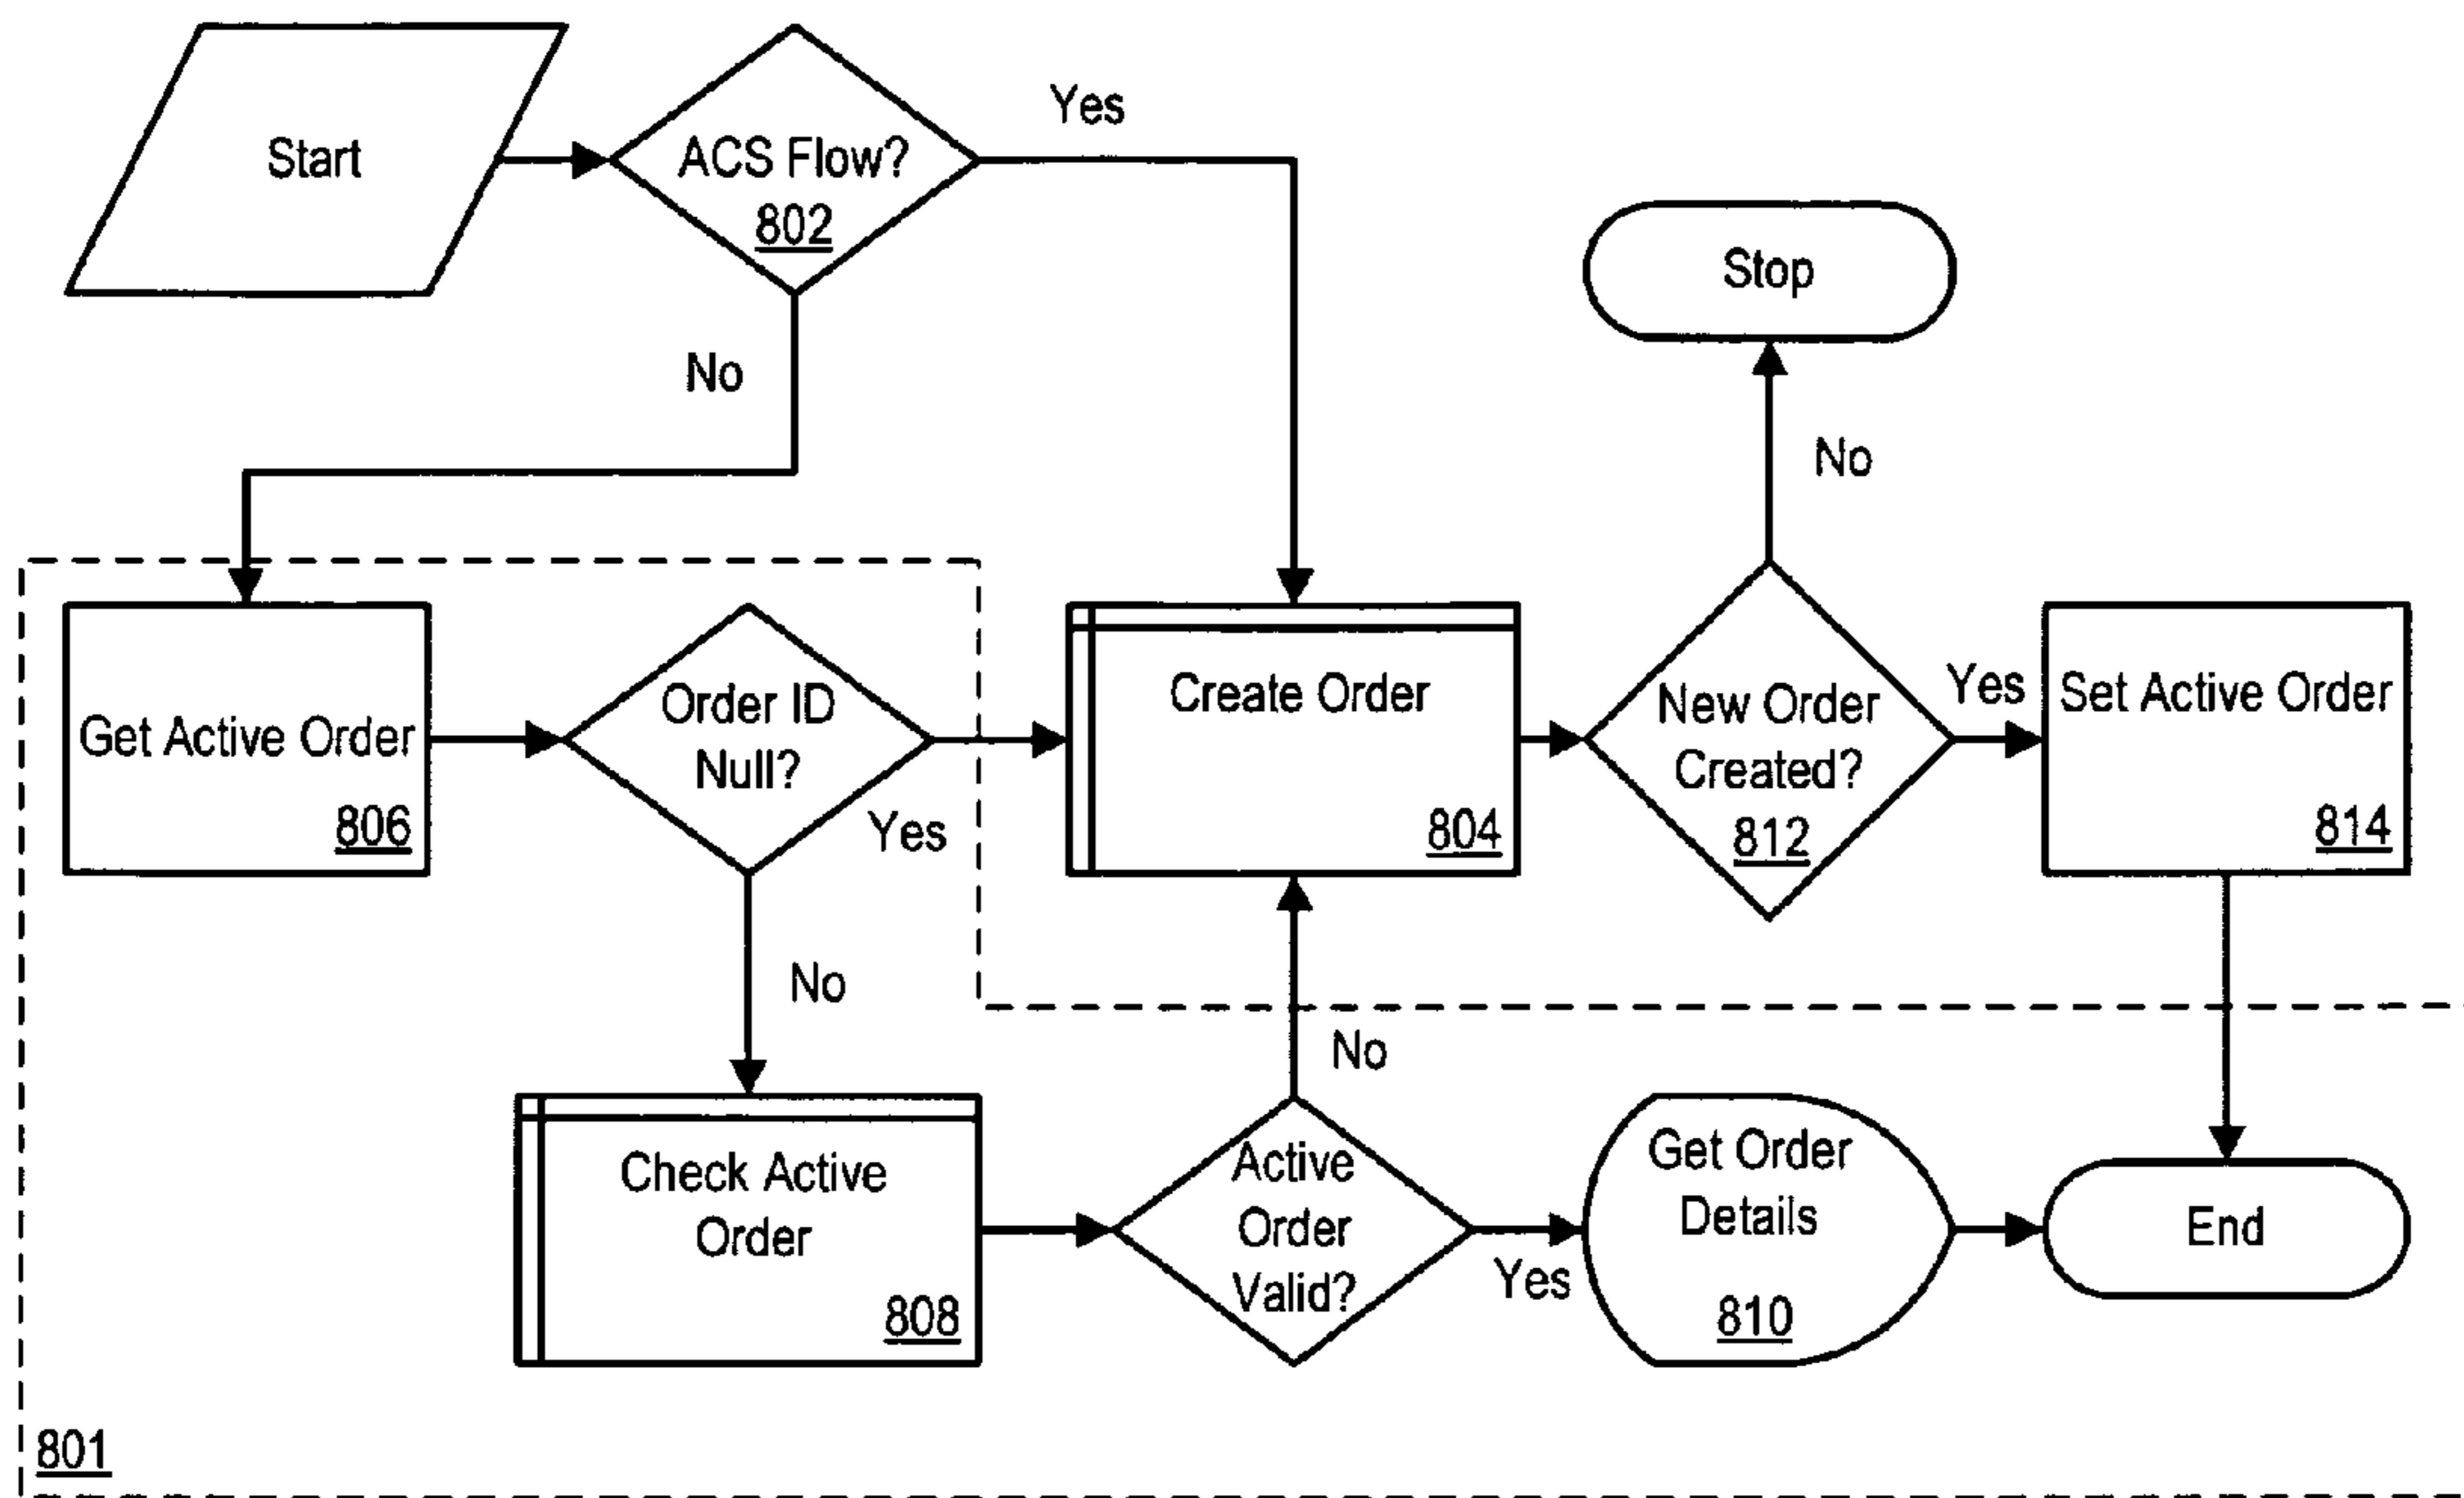 Start
ACS Flow?
802
Yes
No
Stop
No
Get Active Order
806
Order ID
Null?
Yes
No
Create Order
804
New Order
Created?
812
Yes
Set Active Order
814
Check Active
Order
808
No
Active
Order
Valid?
Yes
Get Order
Details
810
End
801